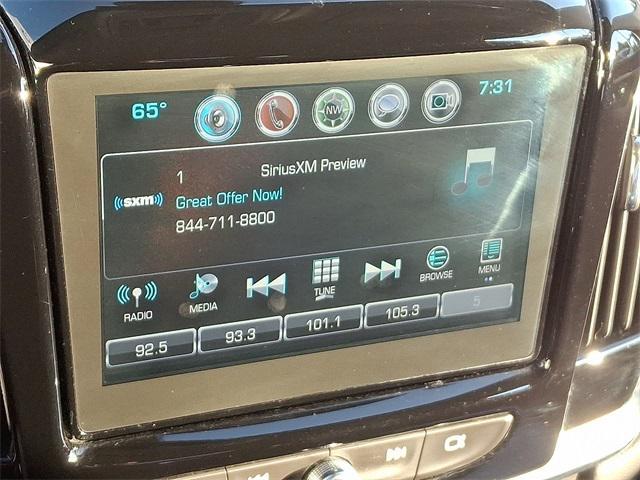 65° NW 7:31
1 SiriusXM Preview
((sxm)) Great Offer Now!
844-711-8800
RADIO MEDIA TUNE BROWSE MENU
92.5 93.3 101.1 105.3 5